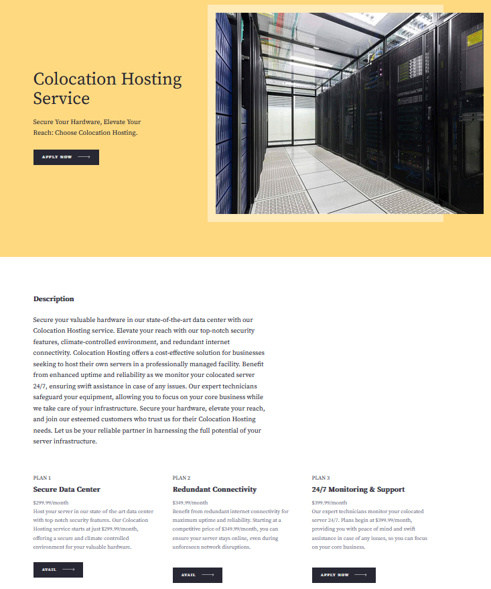 Colocation Hosting
Service
Secure Your Hardware, Elevate Your
Reach: Choose Colocation Hosting.
APPLY NOW
Description
Secure your valuable hardware in our state-of-the-art data center with our
Colocation Hosting service. Elevate your reach with our top-notch security
features, climate-controlled environment, and redundant internet
connectivity. Colocation Hosting offers a cost-effective solution for businesses
seeking to host their own servers in a professionally managed facility. Benefit
from enhanced uptime and reliability as we monitor your colocated server
24/7, ensuring swift assistance in case of any issues. Our expert technicians
safeguard your equipment, allowing you to focus on your core business while
we take care of your infrastructure. Secure your hardware, elevate your reach,
and join our esteemed customers who trust us for their Colocation Hosting
needs. Let us be your reliable partner in harnessing the full potential of your
server infrastructure.
PLAN 1
Secure Data Center
$299.99/month
Host your server in our state-of-the-art data center
with top-notch security features. Our Colocation
Hosting service starts at just $299.99/month,
offering a secure and climate-controlled
environment for your valuable hardware.
AVAIL
PLAN 2
Redundant Connectivity
$349.99/month
Benefit from redundant internet connectivity for
maximum uptime and reliability. Starting at a
competitive price of $349.99/month, you can
ensure your server stays online, even during
unforeseen network disruptions.
AVAIL
PLAN 3
24/7 Monitoring & Support
$399.99/month
Our expert technicians monitor your colocated
server 24/7. Plans begin at $399.99/month,
providing you with peace of mind and swift
assistance in case of any issues, so you can focus
on your core business.
APPLY NOW